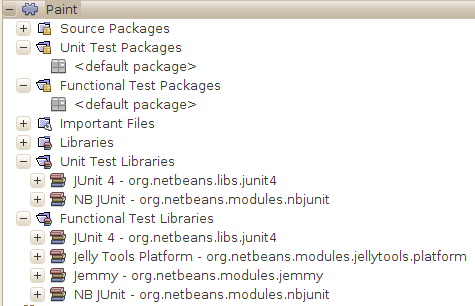 Paint
Source Packages
Unit Test Packages
<default package>
Functional Test Packages
<default package>
Important Files
Libraries
Unit Test Libraries
JUnit 4 - org.netbeans.libs.junit4
NB JUnit - org.netbeans.modules.nbjunit
Functional Test Libraries
JUnit 4 - org.netbeans.libs.junit4
Jelly Tools Platform - org.netbeans.modules.jellytools.platform
Jemmy - org.netbeans.modules.jemmy
NB JUnit - org.netbeans.modules.nbjunit